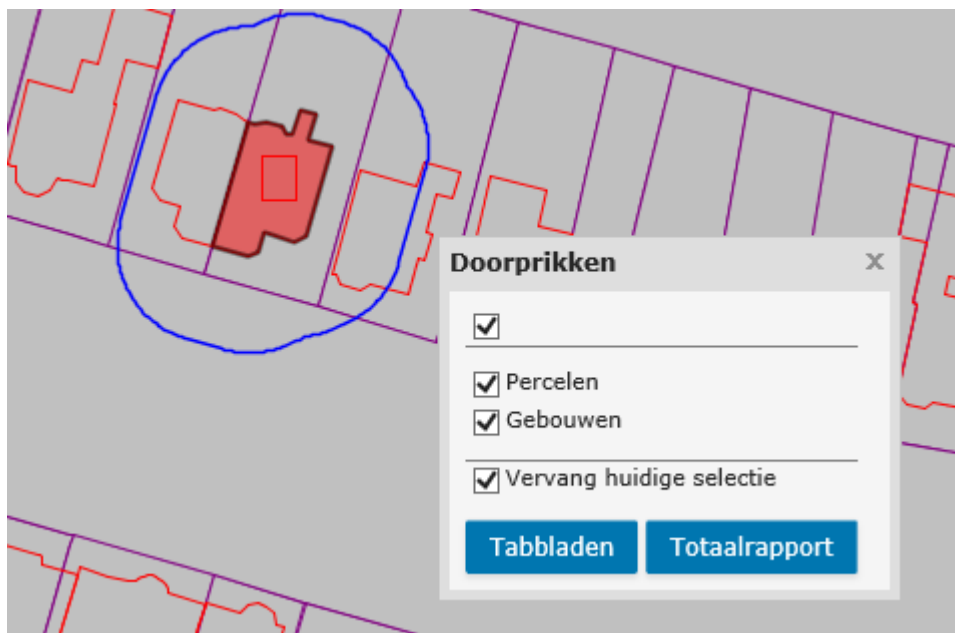 Doorprikken
Percelen
Gebouwen
Vervang huidige selectie
Tabbladen Totaalrapport